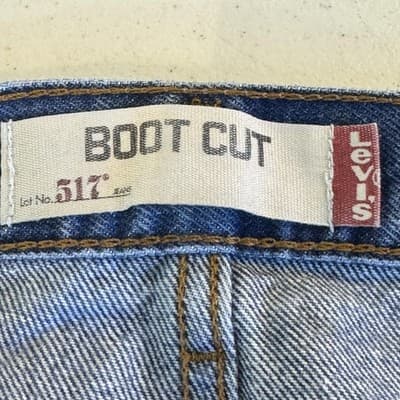 BOOT CUT
Lot No. 517® JEANS
Levi's®